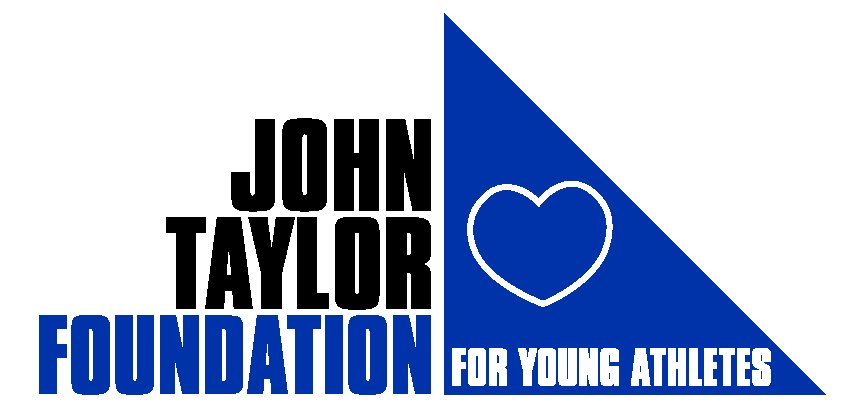 JOHN
TAYLOR
FOUNDATION
FOR YOUNG ATHLETES